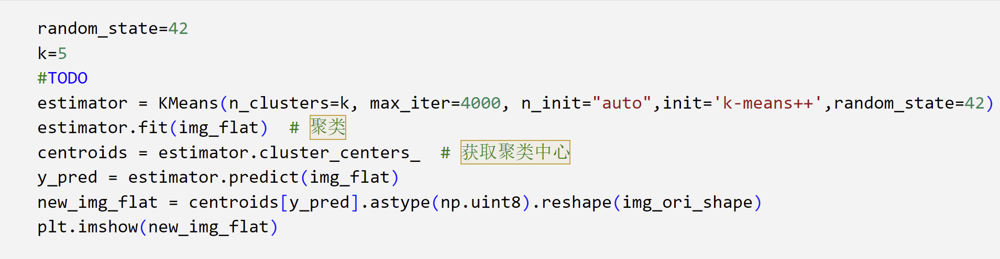 random_state=42
k=5
#TODO
estimator = KMeans(n_clusters=k, max_iter=4000, n_init="auto",init='k-means++',random_state=42)
estimator.fit(img_flat)  # 聚类
centroids = estimator.cluster_centers_  # 获取聚类中心
y_pred = estimator.predict(img_flat)
new_img_flat = centroids[y_pred].astype(np.uint8).reshape(img_ori_shape)
plt.imshow(new_img_flat)